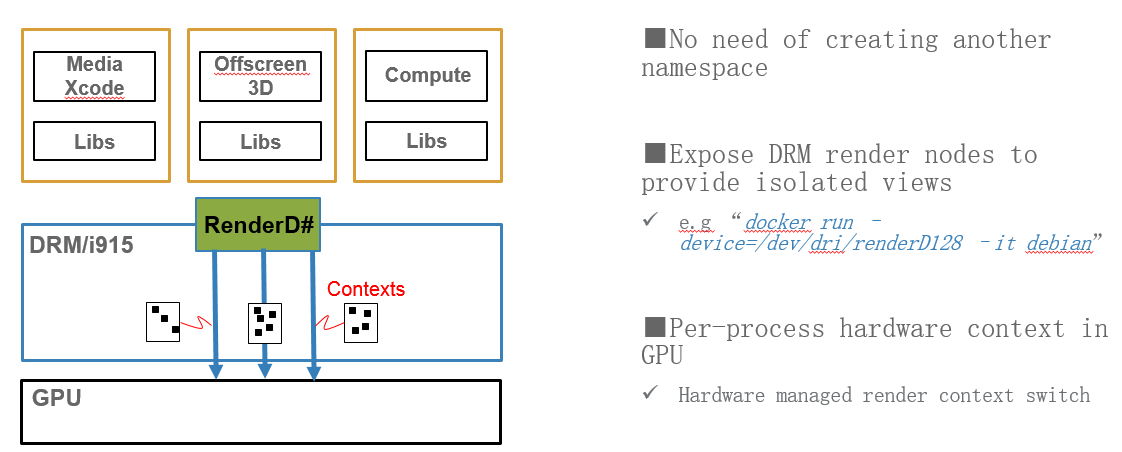 Media
Xcode
Libs
Offscreen
3D
Libs
Compute
Libs
RenderD#
DRM/i915
Contexts
GPU
■No need of creating another
namespace
■Expose DRM render nodes to
provide isolated views
✓ e.g “docker run –
device=/dev/dri/renderD128 –it debian”
■Per-process hardware context in
GPU
✓ Hardware managed render context switch